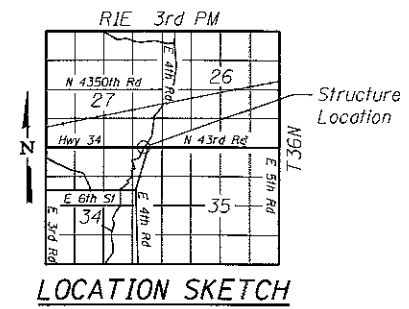 R1E 3rd PM
E 4th Rd
N 4350th Rd
26
27
Structure
Location
Hwy 34
N 43rd Rd
T36N
N
E 6th St
E 3rd Rd
34
E 4th Rd
35
E 5th Rd
LOCATION SKETCH